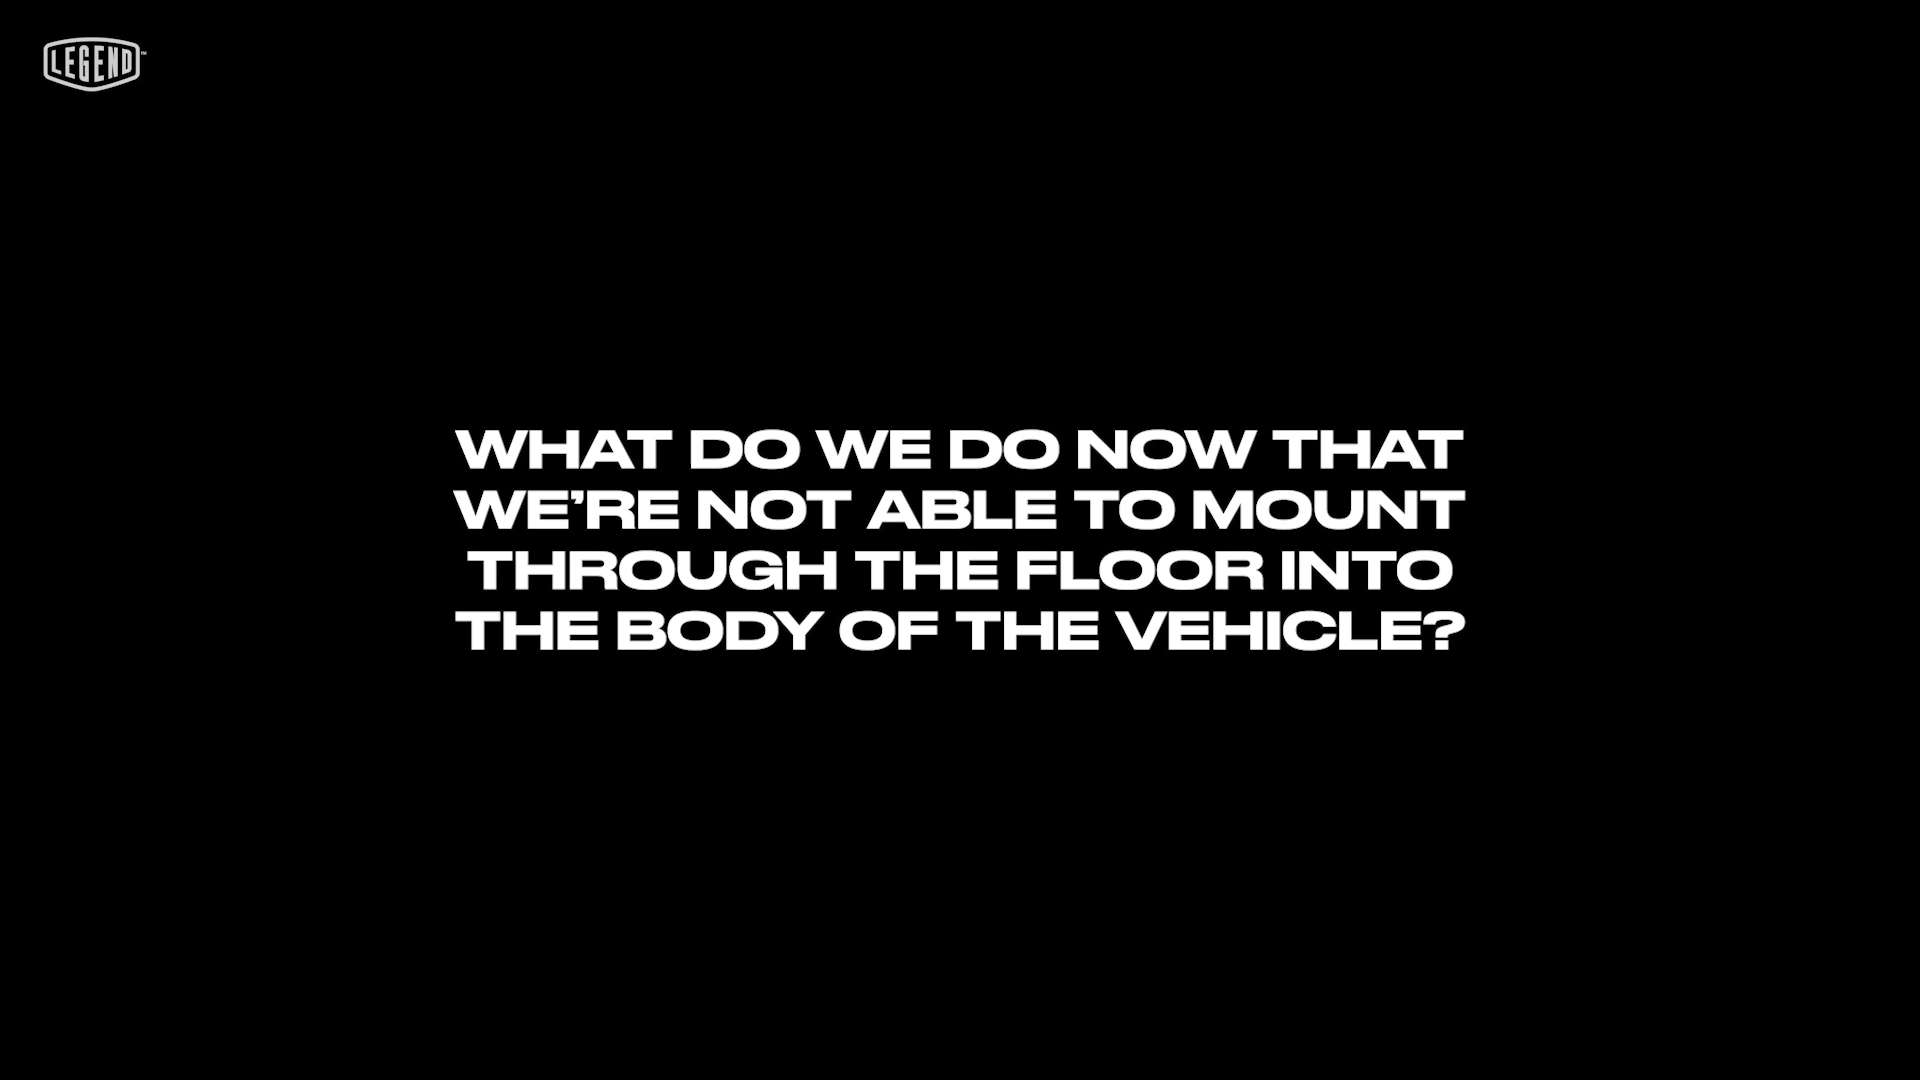 LEGEND™
WHAT DO WE DO NOW THAT
WE’RE NOT ABLE TO MOUNT
THROUGH THE FLOOR INTO
THE BODY OF THE VEHICLE?